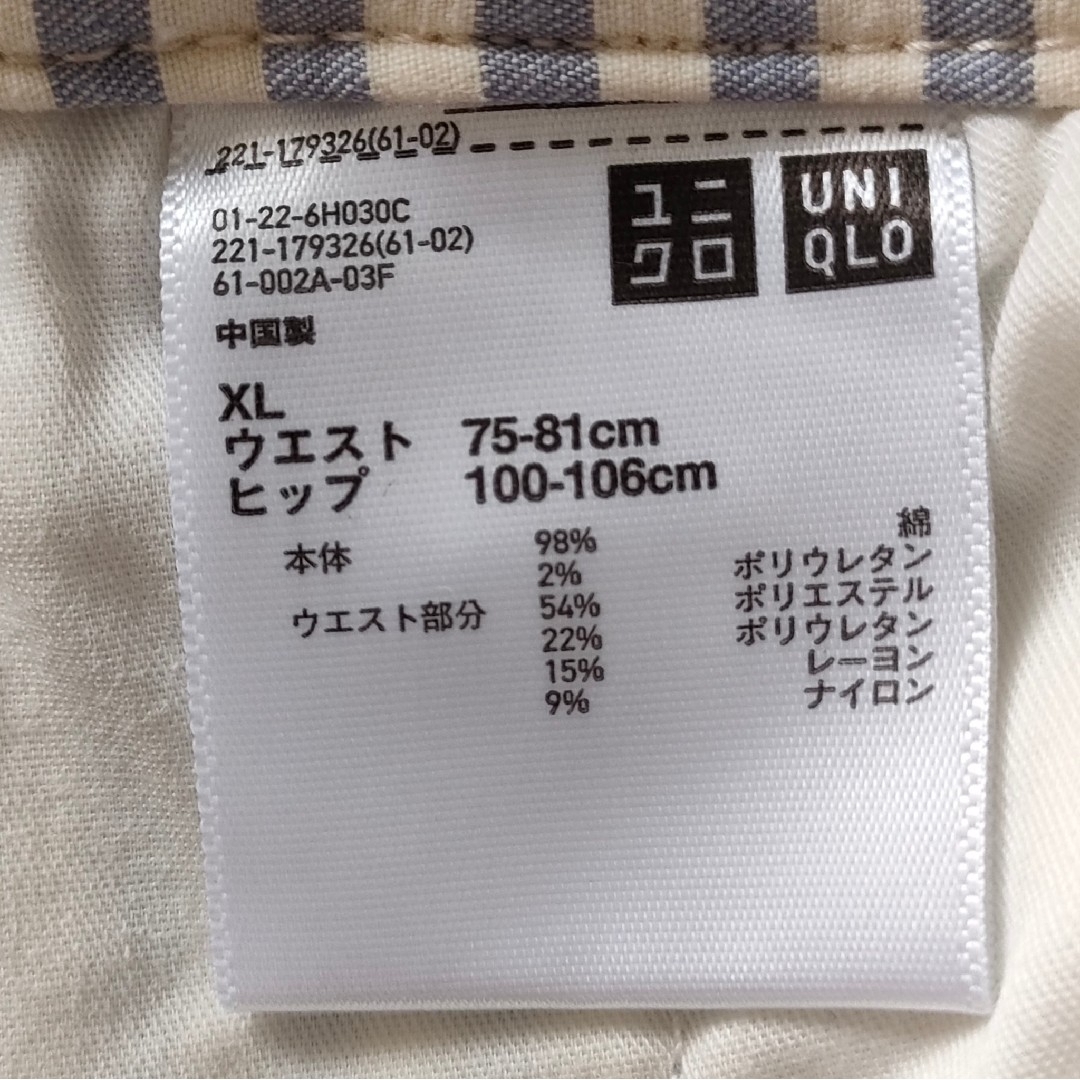 221-179326(61-02)
01-22-6H030C
221-179326(61-02)
61-002A-03F
ユニ
クロ
UNI
QLO
中国製
XL
ウエスト 75-81cm
ヒップ 100-106cm
本体 98% 綿
2% ポリウレタン
ウエスト部分 54% ポリエステル
22% ポリウレタン
15% レーヨン
9% ナイロン